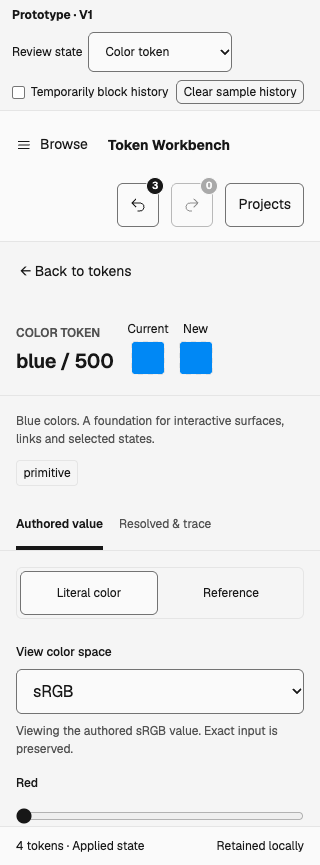 Prototype · V1
Review state
Color token
Temporarily block history
Clear sample history
Browse
Token Workbench
3
0
Projects
← Back to tokens
COLOR TOKEN
Current
New
blue / 500
Blue colors. A foundation for interactive surfaces,
links and selected states.
primitive
Authored value
Resolved & trace
Literal color
Reference
View color space
sRGB
Viewing the authored sRGB value. Exact input is
preserved.
Red
4 tokens · Applied state
Retained locally